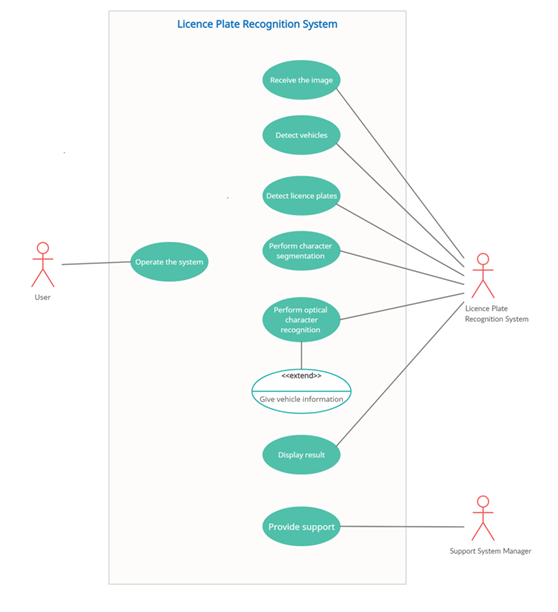 Licence Plate Recognition System
Receive the image
Detect vehicles
Detect licence plates
Perform character
segmentation
Operate the system
User
Licence Plate
Recognition System
Perform optical
character
recognition
<<extend>>
Give vehicle information
Display result
Provide support
Support System Manager